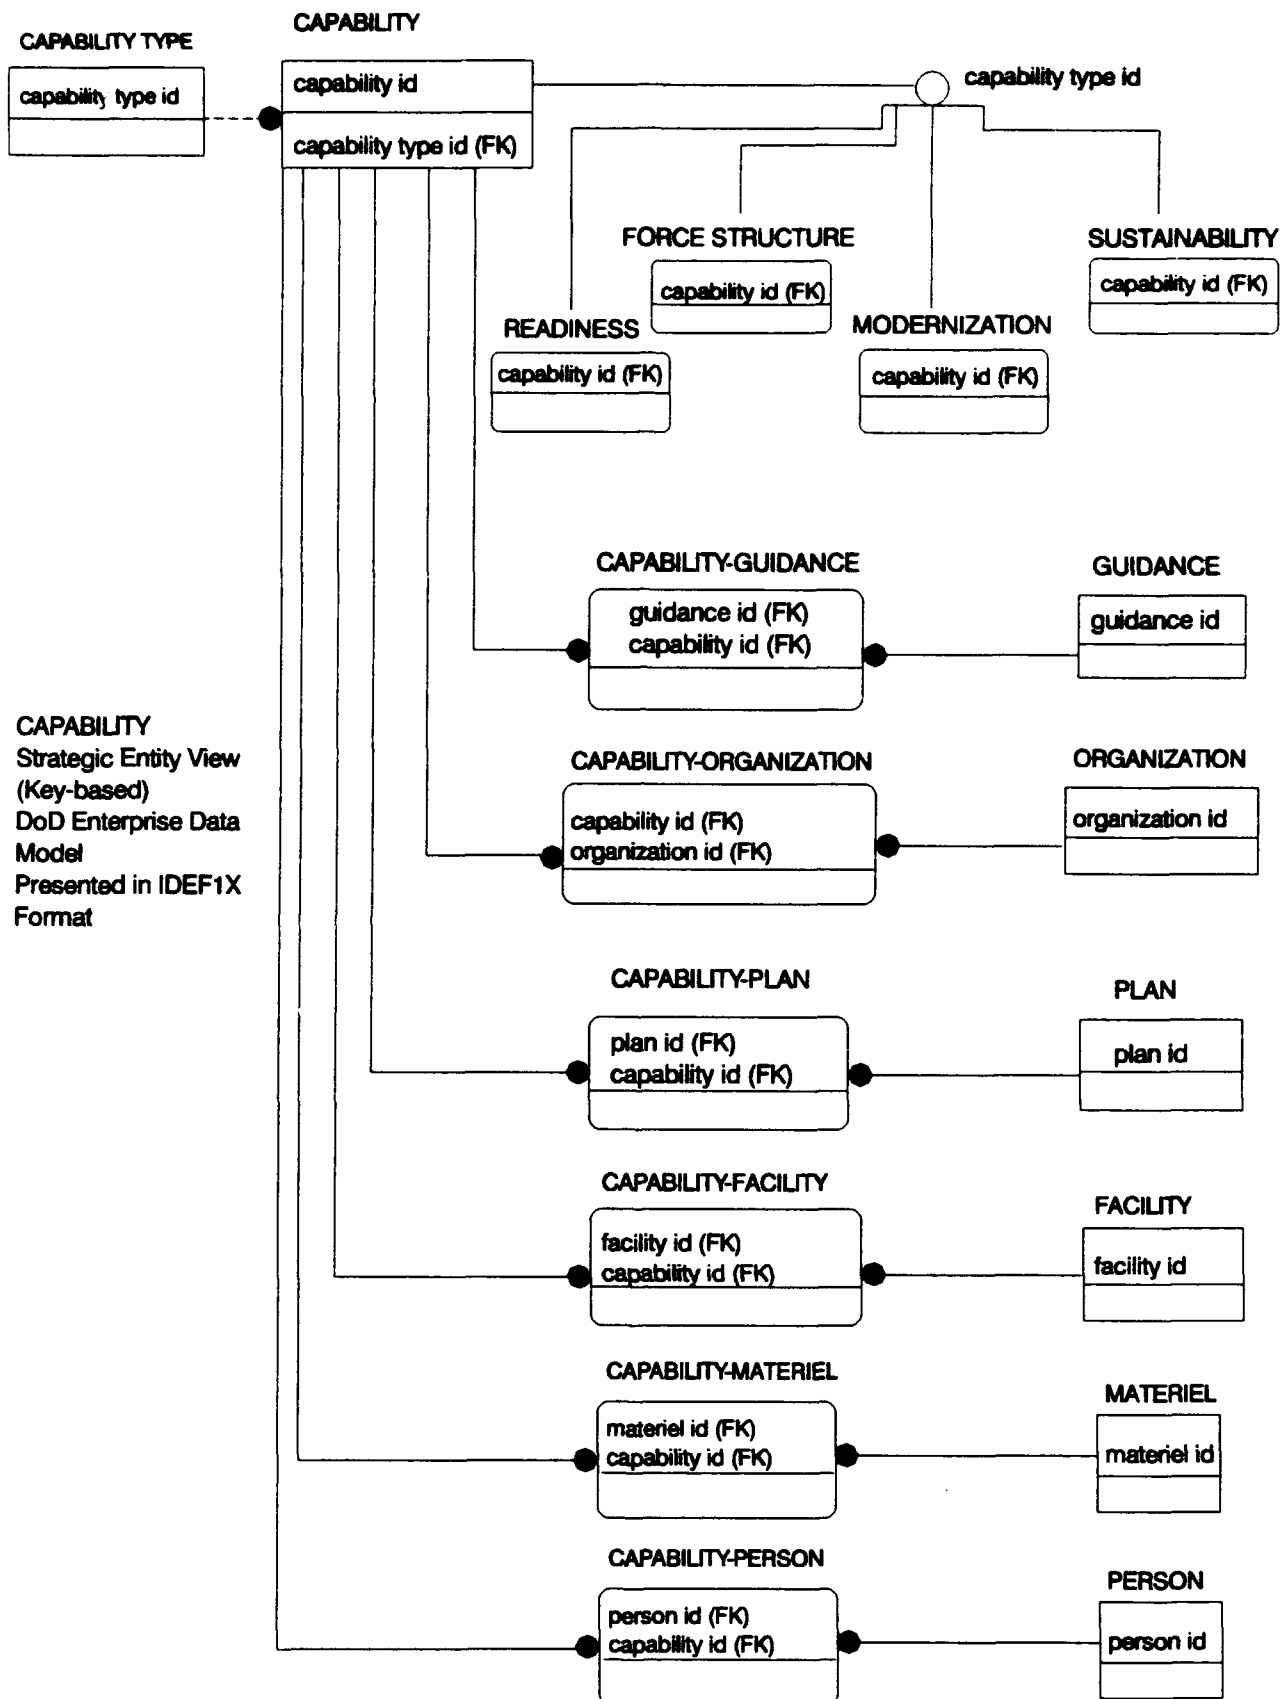 CAPABILITY TYPE
capability type id
CAPABILITY
capability id
capability type id (FK)
capability type id
FORCE STRUCTURE
capability id (FK)
SUSTAINABILITY
capability id (FK)
READINESS
capability id (FK)
MODERNIZATION
capability id (FK)
CAPABILITY-GUIDANCE
guidance id (FK)
capability id (FK)
GUIDANCE
guidance id
CAPABILITY
Strategic Entity View
(Key-based)
DoD Enterprise Data
Model
Presented in IDEF1X
Format
CAPABILITY-ORGANIZATION
capability id (FK)
organization id (FK)
ORGANIZATION
organization id
CAPABILITY-PLAN
plan id (FK)
capability id (FK)
PLAN
plan id
CAPABILITY-FACILITY
facility id (FK)
capability id (FK)
FACILITY
facility id
CAPABILITY-MATERIEL
materiel id (FK)
capability id (FK)
MATERIEL
materiel id
CAPABILITY-PERSON
person id (FK)
capability id (FK)
PERSON
person id